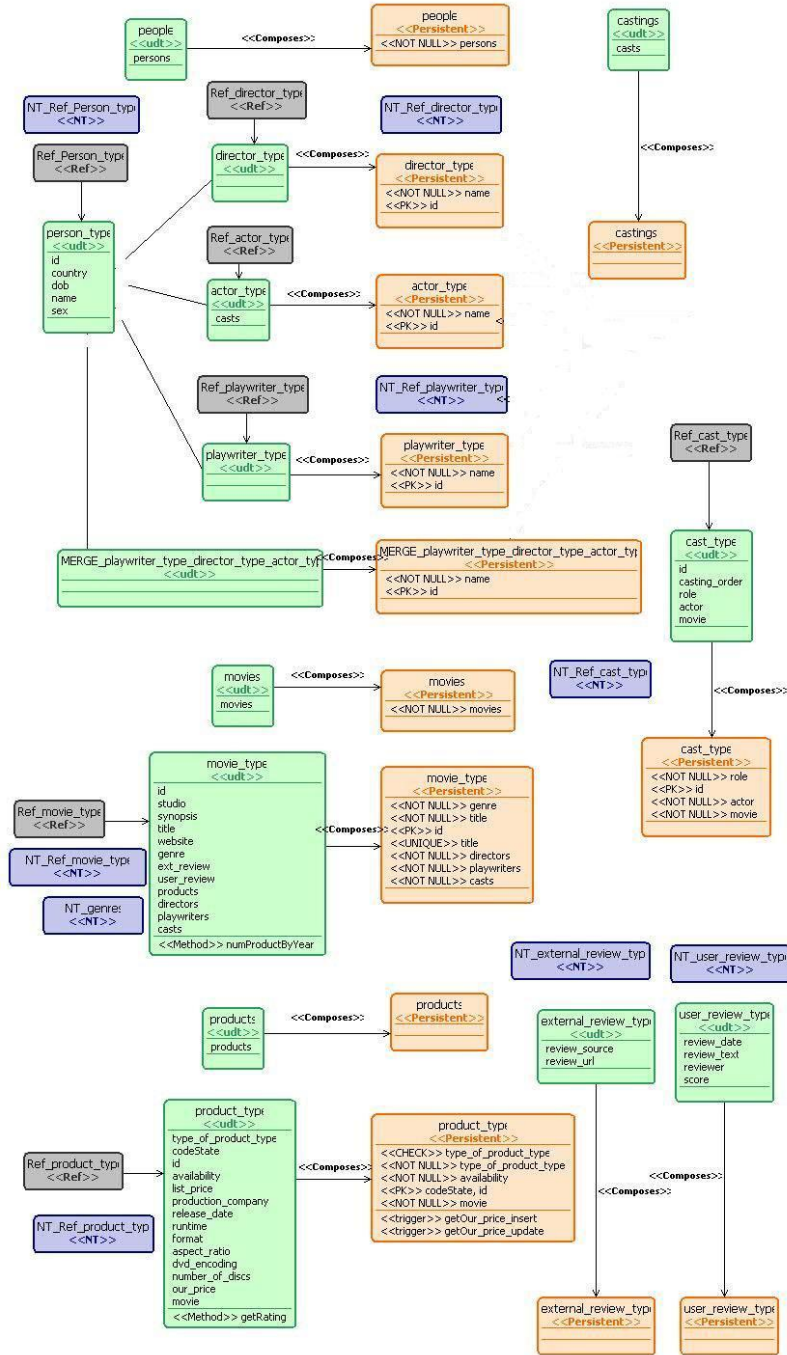 people
<<udt>>
persons
<<Composes>>
people
<<Persistent>>
<<NOT NULL>> persons
castings
<<udt>>
casts
<<Composes>>
castings
<<Persistent>>
NT_Ref_Person_type
<<NT>>
Ref_director_type
<<Ref>>
NT_Ref_director_type
<<NT>>
Ref_Person_type
<<Ref>>
director_type
<<udt>>
<<Composes>>
director_type
<<Persistent>>
<<NOT NULL>> name
<<PK>> id
person_type
<<udt>>
id
country
dob
name
sex
Ref_actor_type
<<Ref>>
actor_type
<<udt>>
casts
<<Composes>>
actor_type
<<Persistent>>
<<NOT NULL>> name
<<PK>> id
Ref_playwriter_type
<<Ref>>
NT_Ref_playwriter_type
<<NT>>
playwriter_type
<<udt>>
<<Composes>>
playwriter_type
<<Persistent>>
<<NOT NULL>> name
<<PK>> id
MERGE_playwriter_type_director_type_actor_typ
<<udt>>
<<Composes>>
MERGE_playwriter_type_director_type_actor_typ
<<Persistent>>
<<NOT NULL>> name
<<PK>> id
Ref_cast_type
<<Ref>>
cast_type
<<udt>>
id
casting_order
role
actor
movie
NT_Ref_cast_type
<<NT>>
<<Composes>>
cast_type
<<Persistent>>
<<NOT NULL>> role
<<PK>> id
<<NOT NULL>> actor
<<NOT NULL>> movie
movies
<<udt>>
movies
<<Composes>>
movies
<<Persistent>>
<<NOT NULL>> movies
Ref_movie_type
<<Ref>>
NT_Ref_movie_type
<<NT>>
NT_genres
<<NT>>
movie_type
<<udt>>
id
studio
synopsis
title
website
genre
ext_review
user_review
products
directors
playwriters
casts
<<Method>> numProductByYear
<<Composes>>
movie_type
<<Persistent>>
<<NOT NULL>> genre
<<NOT NULL>> title
<<PK>> id
<<UNIQUE>> title
<<NOT NULL>> directors
<<NOT NULL>> playwriters
<<NOT NULL>> casts
products
<<udt>>
products
<<Composes>>
products
<<Persistent>>
NT_external_review_type
<<NT>>
NT_user_review_type
<<NT>>
external_review_type
<<udt>>
review_source
review_url
user_review_type
<<udt>>
review_date
review_text
reviewer
score
Ref_product_type
<<Ref>>
NT_Ref_product_typ
<<NT>>
product_type
<<udt>>
type_of_product_type
codeState
id
availability
list_price
production_company
release_date
runtime
format
aspect_ratio
dvd_encoding
number_of_discs
our_price
movie
<<Method>> getRating
<<Composes>>
product_type
<<Persistent>>
<<CHECK>> type_of_product_type
<<NOT NULL>> type_of_product_type
<<NOT NULL>> availability
<<PK>> codeState, id
<<NOT NULL>> movie
<<trigger>> getOur_price_insert
<<trigger>> getOur_price_update
<<Composes>>
<<Composes>>
external_review_type
<<Persistent>>
user_review_type
<<Persistent>>